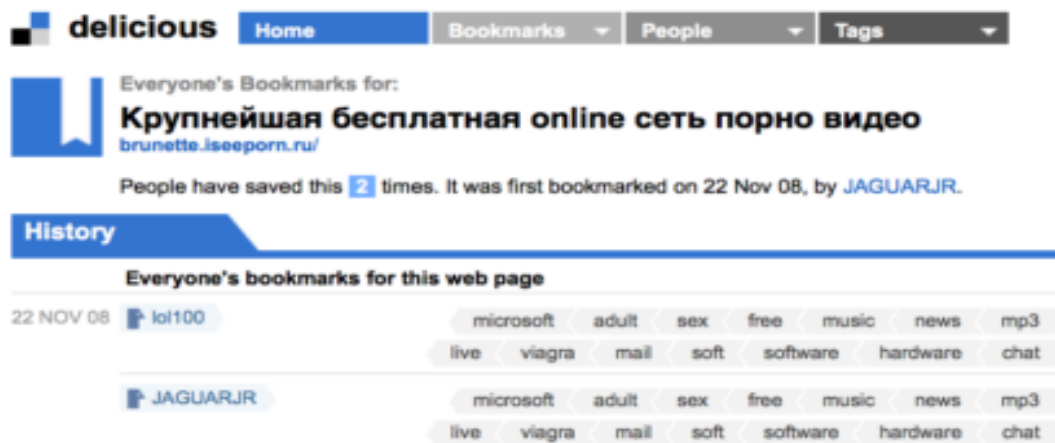 delicious Home Bookmarks People Tags
Everyone's Bookmarks for:
Крупнейшая бесплатная online сеть порно видео
brunette.iseeporn.ru/
People have saved this 2 times. It was first bookmarked on 22 Nov 08, by JAGUARJR.
History
Everyone's bookmarks for this web page
22 NOV 08 lol100 microsoft adult sex free music news mp3
live viagra mail soft software hardware chat
JAGUARJR microsoft adult sex free music news mp3
live viagra mail soft software hardware chat